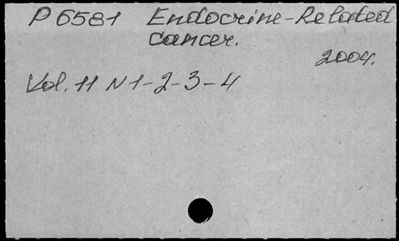 P 6581 Endocrine-Related
cancer.
2004.
Vol. 11 N 1-2-3-4